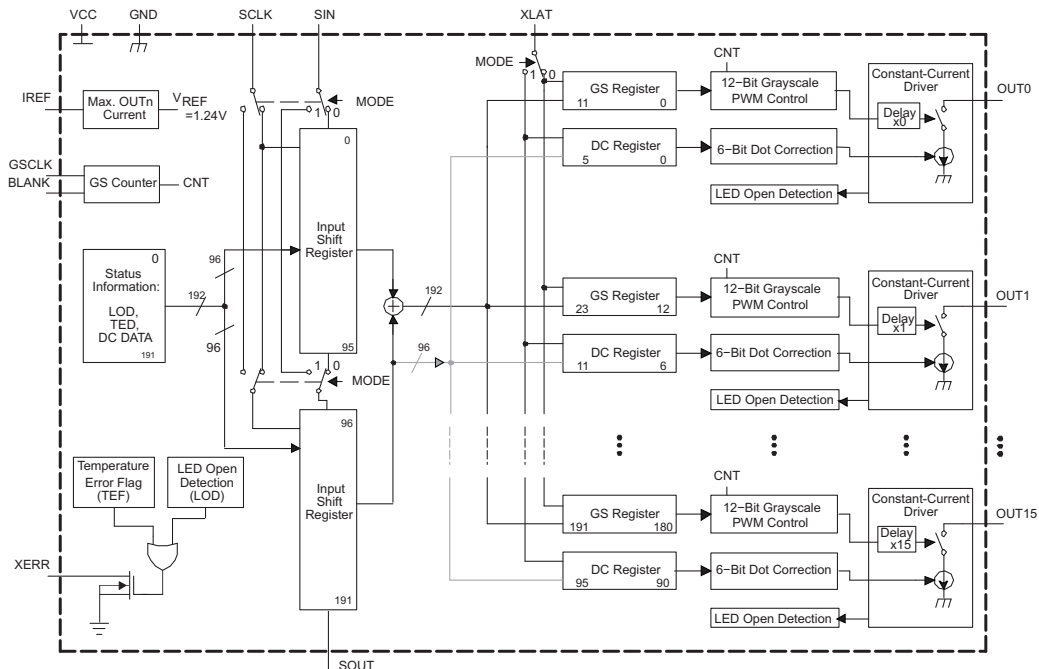 VCC
GND
SCLK
SIN
XLAT
MODE
1 0
CNT
IREF
Max. OUTn
Current
VREF
=1.24V
MODE
1 0
GSCLK
BLANK
GS Counter
CNT
0
Status
Information:
LOD,
TED,
DC DATA
191
192
96
96
0
Input
Shift
Register
95
1 0
MODE
96
Input
Shift
Register
191
SOUT
192
96
Temperature
Error Flag
(TEF)
LED Open
Detection
(LOD)
XERR
GS Register
11 0
12−Bit Grayscale
PWM Control
DC Register
5 0
6−Bit Dot Correction
LED Open Detection
Constant-Current
Driver
Delay
x0
OUT0
CNT
GS Register
23 12
12−Bit Grayscale
PWM Control
DC Register
11 6
6−Bit Dot Correction
LED Open Detection
Constant-Current
Driver
Delay
x1
OUT1
CNT
GS Register
191 180
12−Bit Grayscale
PWM Control
DC Register
95 90
6−Bit Dot Correction
LED Open Detection
Constant-Current
Driver
Delay
x15
OUT15